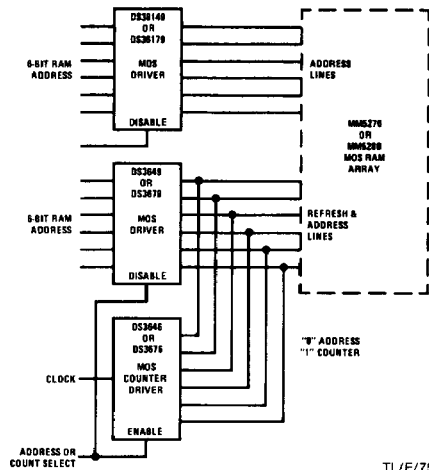 DS36149
OR
DS36179
MOS
DRIVER
DISABLE
6-BIT RAM
ADDRESS
ADDRESS
LINES
MM5270
OR
MM5280
MOS RAM
ARRAY
DS3649
OR
DS3679
MOS
DRIVER
DISABLE
6-BIT RAM
ADDRESS
REFRESH &
ADDRESS
LINES
DS3646
OR
DS3676
MOS
COUNTER
DRIVER
ENABLE
"0" ADDRESS
"1" COUNTER
CLOCK
ADDRESS OR
COUNT SELECT